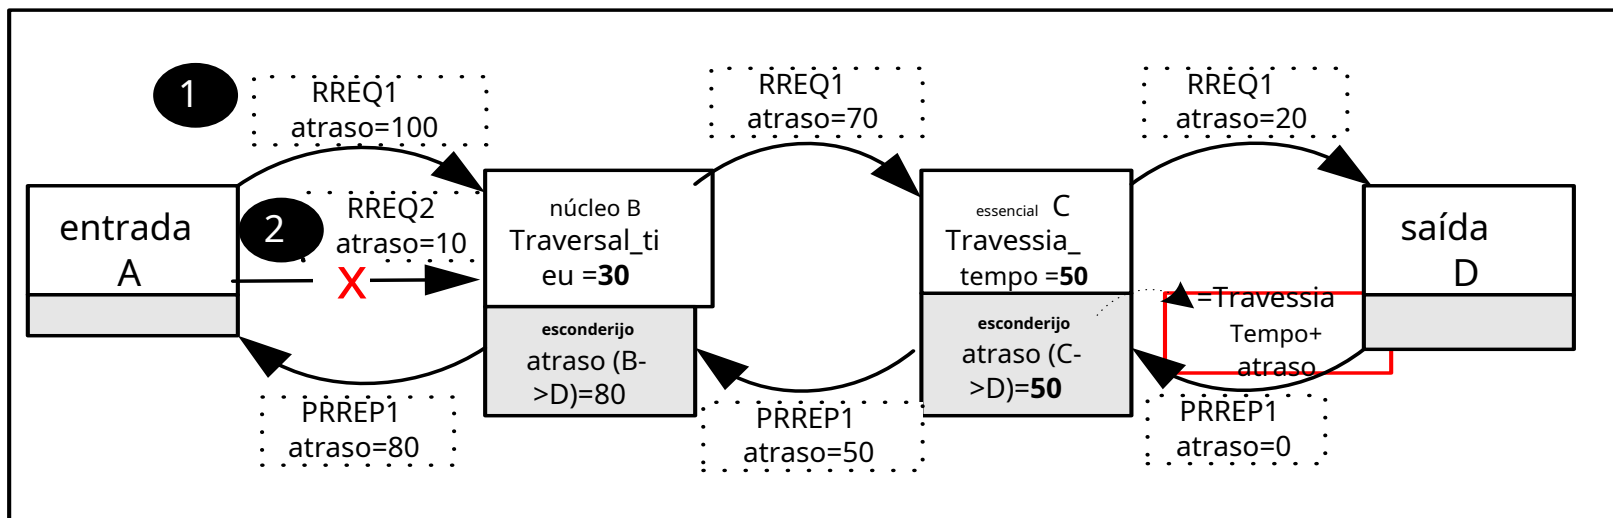 1
RREQ1
atraso=100
RREQ1
atraso=70
RREQ1
atraso=20
2
RREQ2
atraso=10
X
entrada
A
núcleo B
Traversal_ti
eu =30
esconderijo
atraso (B-
>D)=80
essencial C
Travessia_
tempo =50
esconderijo
atraso (C-
>D)=50
saída
D
=Travessia
Tempo+
atraso
PRREP1
atraso=80
PRREP1
atraso=50
PRREP1
atraso=0